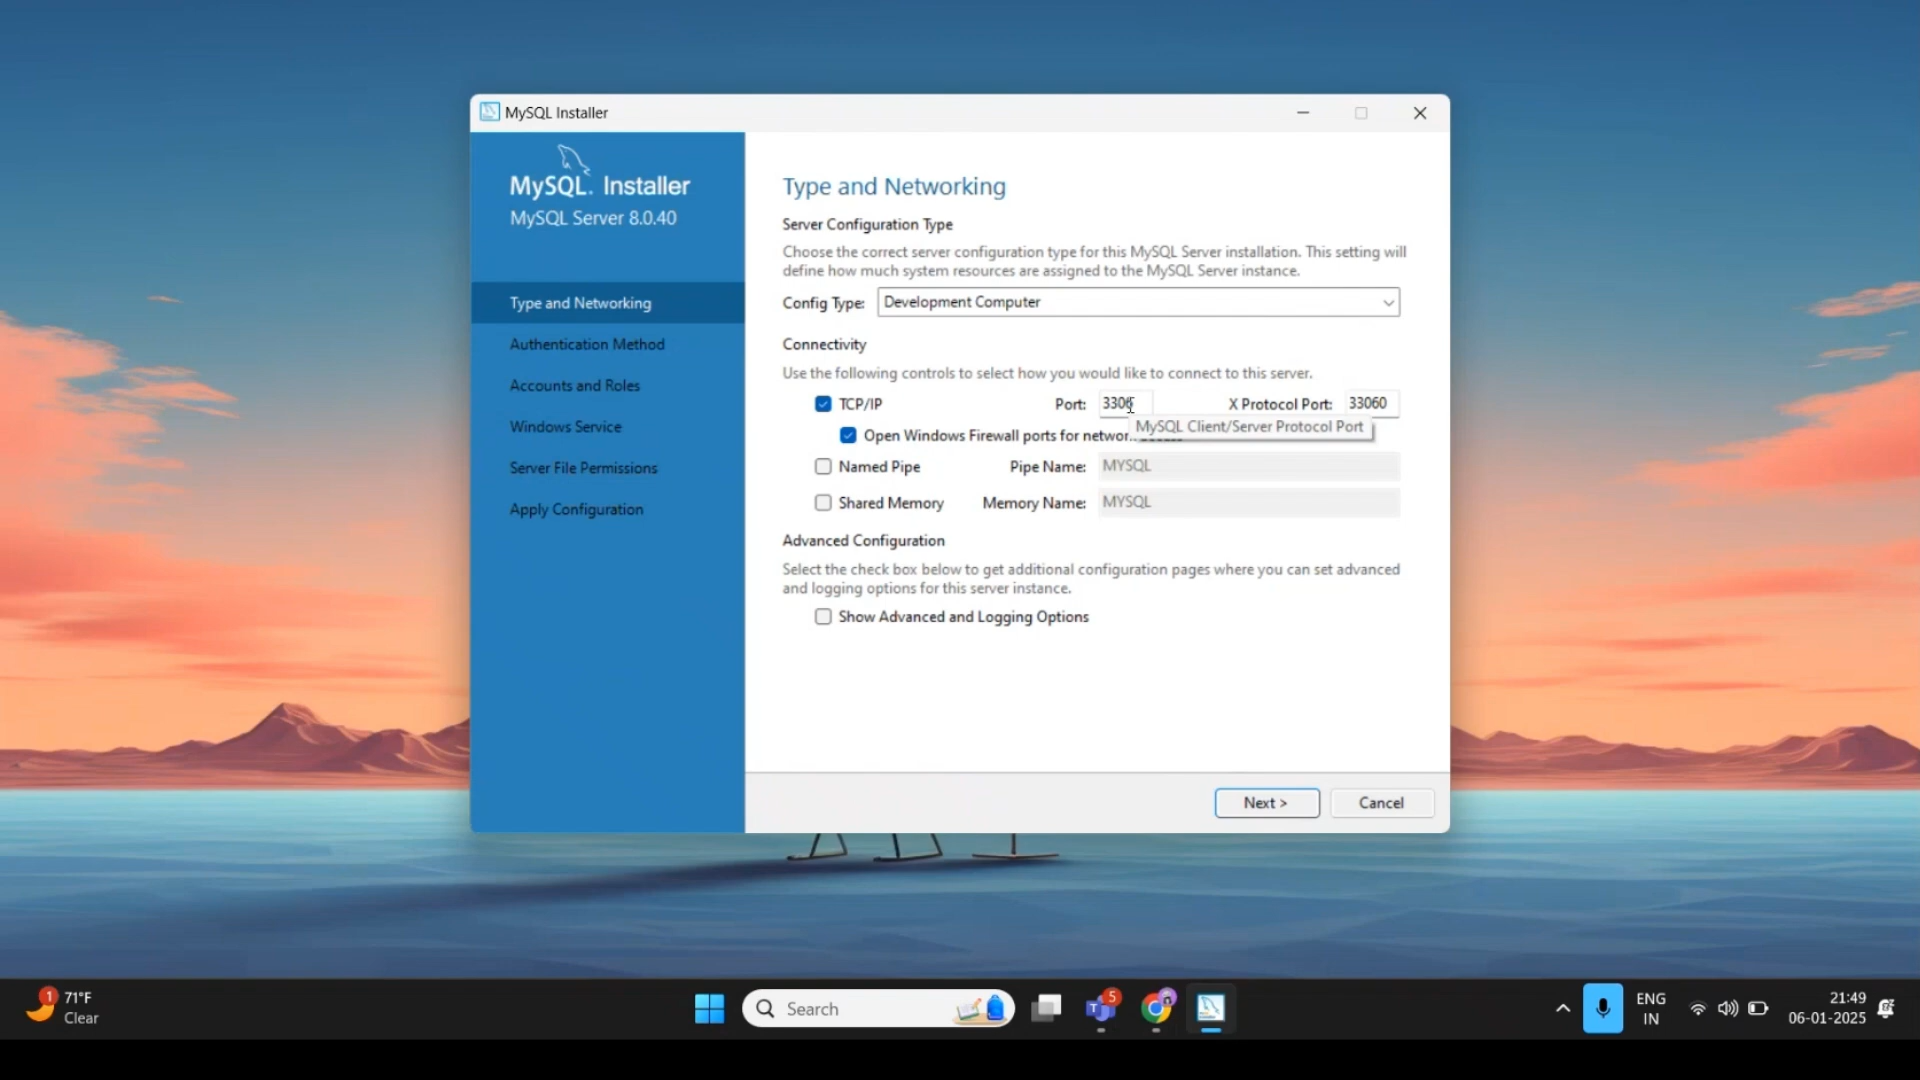 MySQL Installer
MySQL. Installer
MySQL Server 8.0.40
Type and Networking
Authentication Method
Accounts and Roles
Windows Service
Server File Permissions
Apply Configuration
Type and Networking
Server Configuration Type
Choose the correct server configuration type for this MySQL Server installation. This setting will
define how much system resources are assigned to the MySQL Server instance.
Config Type: Development Computer
Connectivity
Use the following controls to select how you would like to connect to this server.
TCP/IP Port: 3306 X Protocol Port: 33060
Open Windows Firewall ports for networ
MySQL Client/Server Protocol Port
Named Pipe Pipe Name: MYSQL
Shared Memory Memory Name: MYSQL
Advanced Configuration
Select the check box below to get additional configuration pages where you can set advanced
and logging options for this server instance.
Show Advanced and Logging Options
Next > Cancel
1 71°F
Clear
Search
5
ENG
IN
21:49
06-01-2025